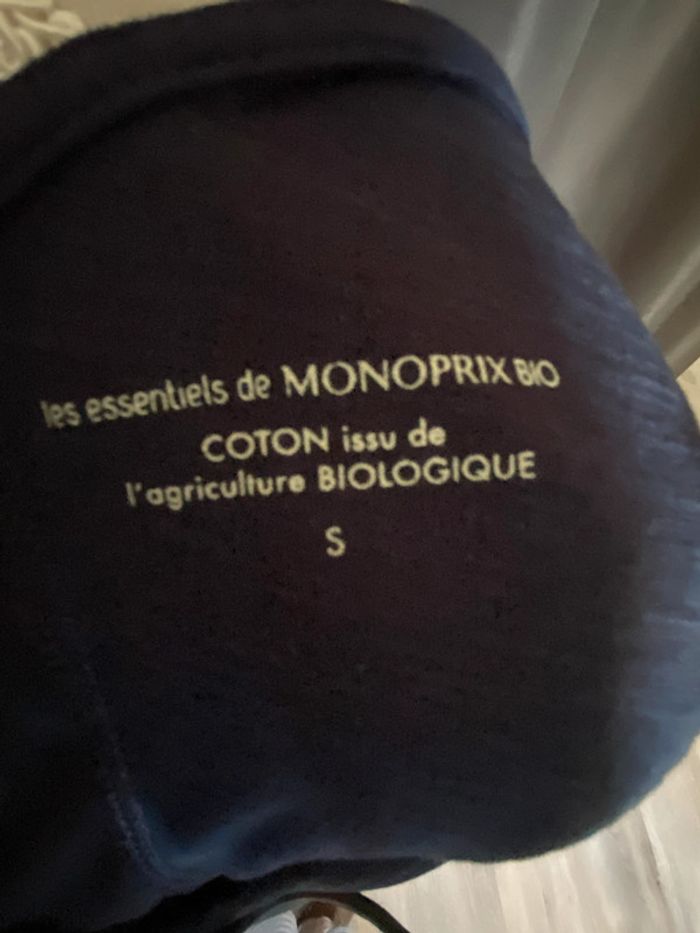 les essentiels de MONOPRIX BIO
COTON issu de
l'agriculture BIOLOGIQUE
S